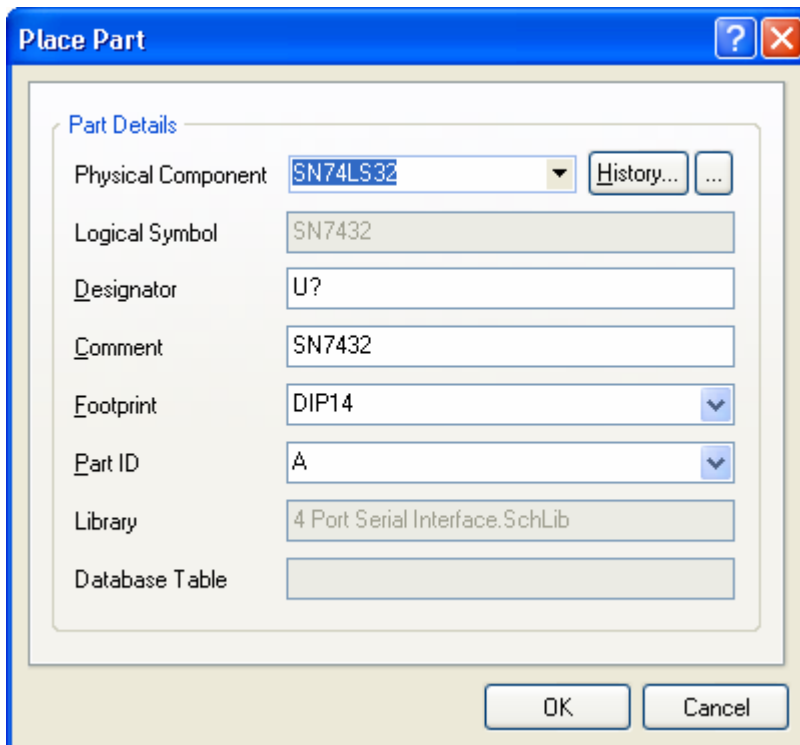 Place Part
Part Details
Physical Component SN74LS32 History... ...
Logical Symbol SN7432
Designator U?
Comment SN7432
Footprint DIP14
Part ID A
Library 4 Port Serial Interface.SchLib
Database Table
OK Cancel